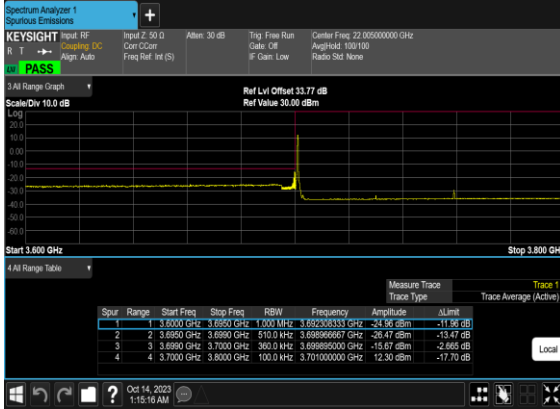 Spectrum Analyzer 1
Spurious Emissions
+
KEYSIGHT Input: RF Input Z: 50 Ω Atten: 30 dB Trig: Free Run Center Freq: 22.005000000 GHz
R T Coupling: DC Corr CCorr Gate: Off Avg|Hold: 100/100
Align: Auto Freq Ref: Int (S) IF Gain: Low Radio Std: None
PASS
3 All Range Graph
Ref Lvl Offset 33.77 dB
Scale/Div 10.0 dB Ref Value 30.00 dBm
Log
20.0
10.0
0.00
-10.0
-20.0
-30.0
-40.0
-50.0
-60.0
Start 3.600 GHz Stop 3.800 GH
4 All Range Table
Measure Trace Trace 1
Trace Type Trace Average (Active)
Spur Range Start Freq Stop Freq RBW Frequency Amplitude ΔLimit
1 1 3.6000 GHz 3.6950 GHz 1.000 MHz 3.692308333 GHz -24.96 dBm -11.96 dB
2 2 3.6950 GHz 3.6990 GHz 510.0 kHz 3.698966667 GHz -26.47 dBm -13.47 dB
3 3 3.6990 GHz 3.7000 GHz 360.0 kHz 3.699895000 GHz -15.67 dBm -2.665 dB
4 4 3.7000 GHz 3.8000 GHz 100.0 kHz 3.701000000 GHz 12.30 dBm -17.70 dB
Local
? Oct 14, 2023
1:15:16 AM